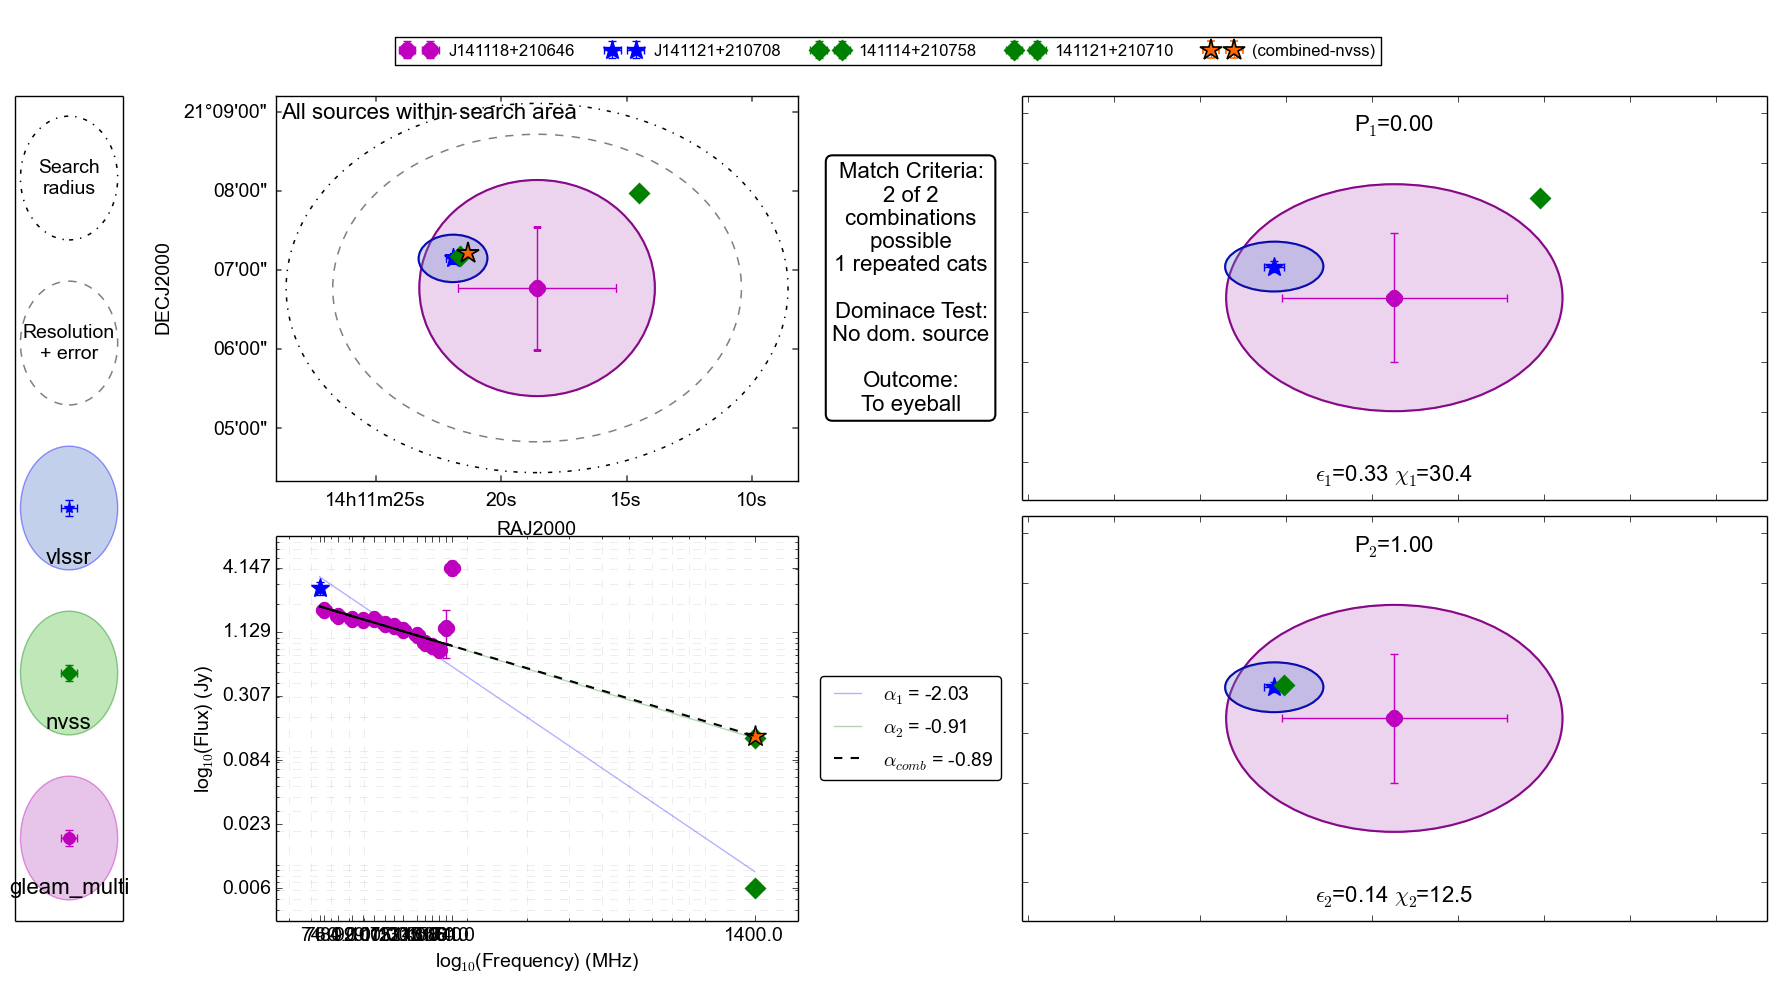 J141118+210646 J141121+210708 141114+210758 141121+210710 (combined-nvss)
Search
radius
Resolution
+ error
vlssr
nvss
gleam_multi
All sources within search area
21°09'00"
08'00"
07'00"
06'00"
05'00"
DECJ2000
14h11m25s 20s 15s 10s
RAJ2000
Match Criteria:
2 of 2
combinations
possible
1 repeated cats
Dominace Test:
No dom. source
Outcome:
To eyeball
P1=0.00
ϵ1=0.33 χ1=30.4
P2=1.00
ϵ2=0.14 χ2=12.5
4.147
1.129
0.307
0.084
0.023
0.006
log10(Flux) (Jy)
1400.0
log10(Frequency) (MHz)
α1 = -2.03
α2 = -0.91
αcomb = -0.89